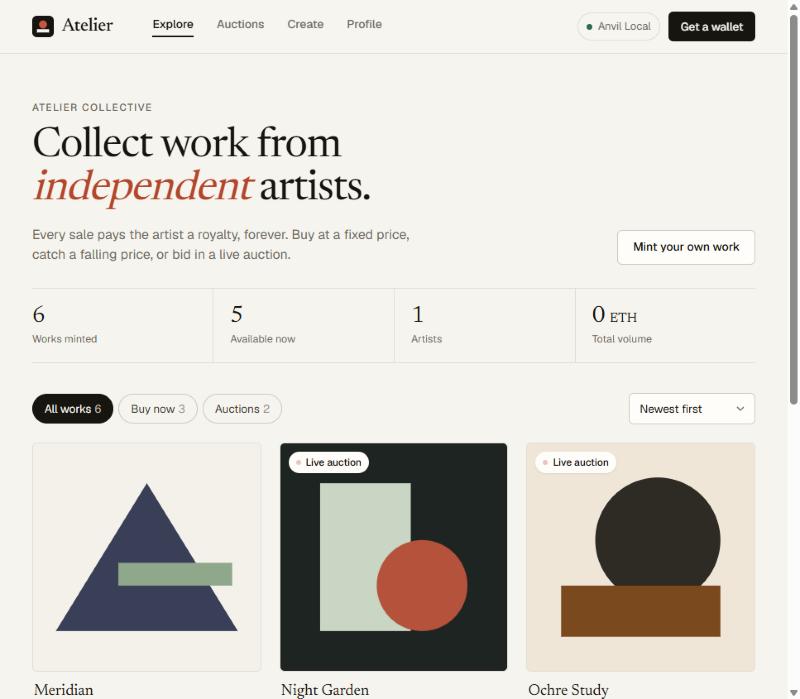 Atelier
Explore
Auctions
Create
Profile
Anvil Local
Get a wallet
ATELIER COLLECTIVE
Collect work from
independent artists.
Every sale pays the artist a royalty, forever. Buy at a fixed price,
catch a falling price, or bid in a live auction.
Mint your own work
6
Works minted
5
Available now
1
Artists
0 ETH
Total volume
All works 6
Buy now 3
Auctions 2
Newest first
Live auction
Live auction
Meridian
Night Garden
Ochre Study